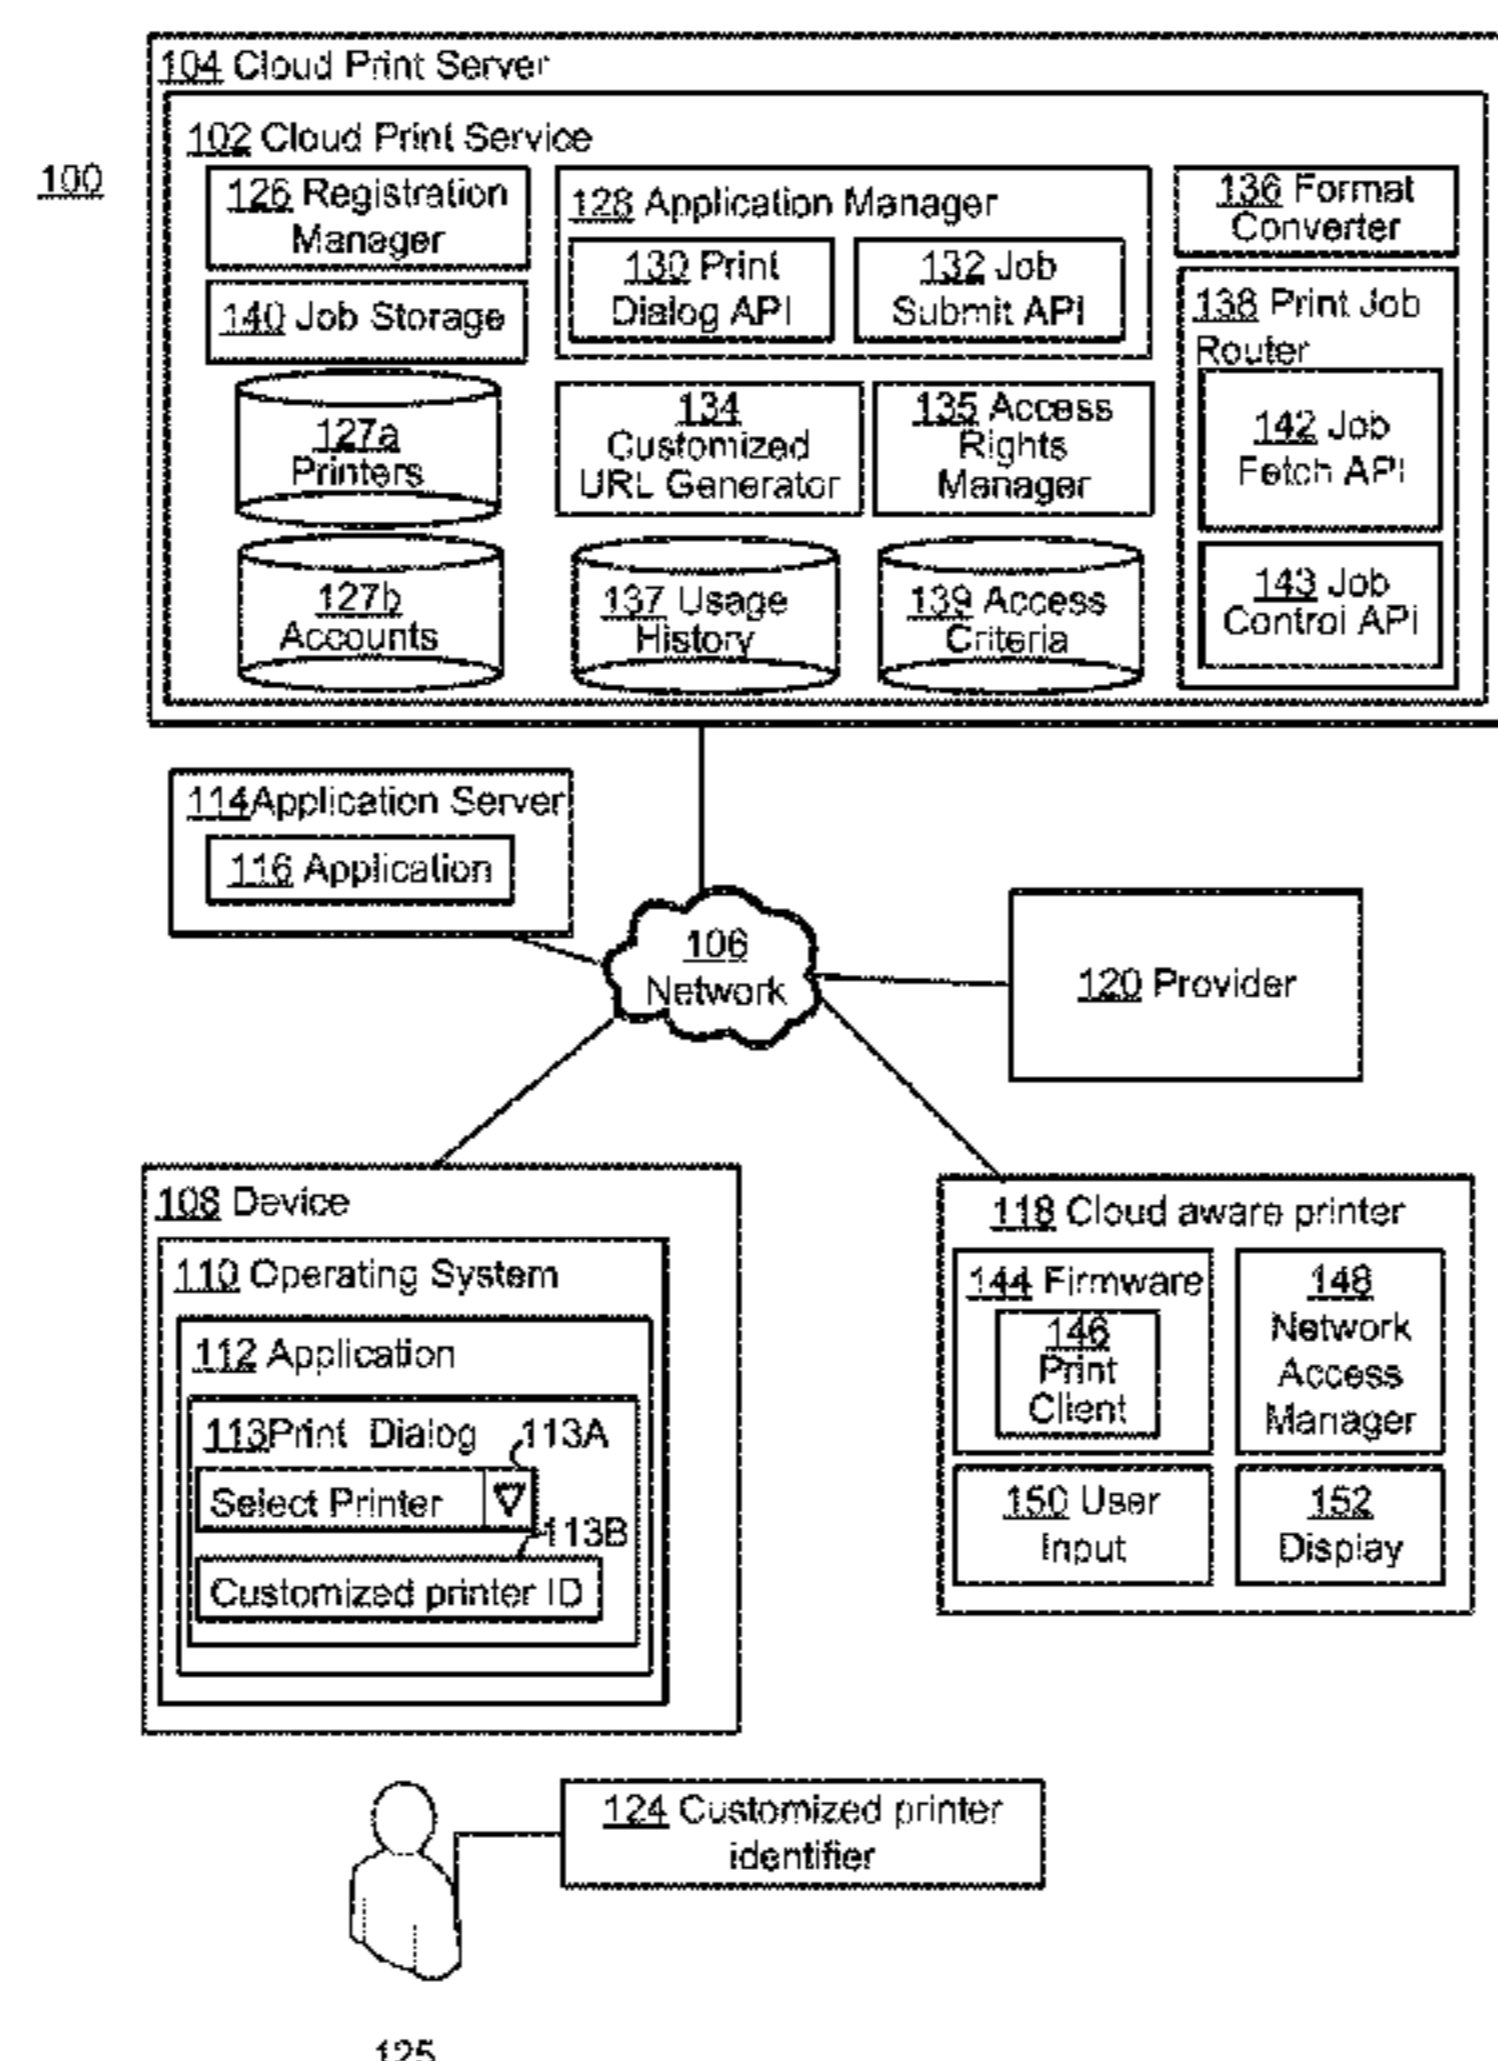 104 Cloud Print Server
102 Cloud Print Service
100
126 Registration
Manager
128 Application Manager
136 Format
Converter
130 Print
Dialog API
132 Job
Submit API
140 Job Storage
138 Print Job
Router
127a
Printers
134
Customized
URL Generator
135 Access
Rights
Manager
142 Job
Fetch API
127b
Accounts
137 Usage
History
139 Access
Criteria
143 Job
Control API
114Application Server
116 Application
106
Network
120 Provider
108 Device
110 Operating System
112 Application
113Print Dialog
113A
Select Printer
113B
Customized printer ID
118 Cloud aware printer
144 Firmware
146
Print
Client
148
Network
Access
Manager
150 User
Input
152
Display
124 Customized printer
identifier
125